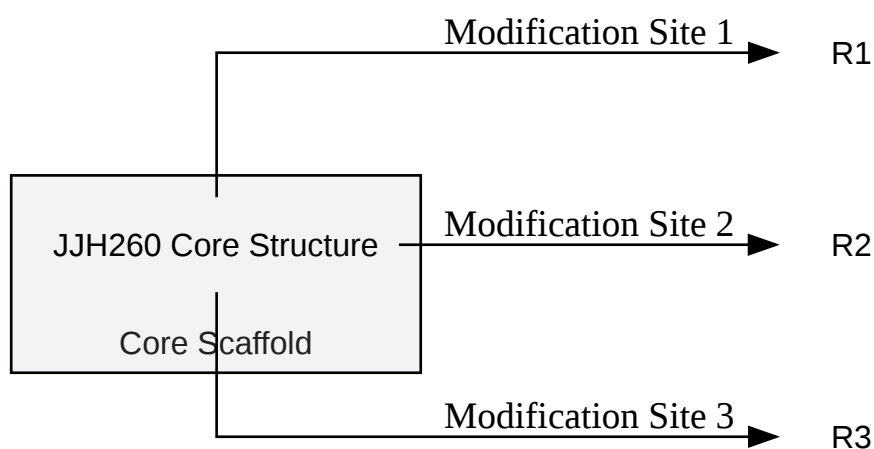 Modification Site 1
R1
JJH260 Core Structure
Modification Site 2
R2
Core Scaffold
Modification Site 3
R3